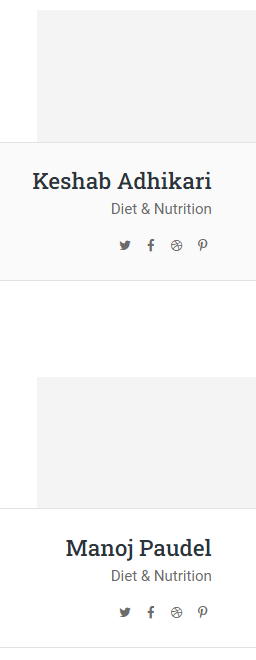 Keshab Adhikari
Diet & Nutrition
Manoj Paudel
Diet & Nutrition